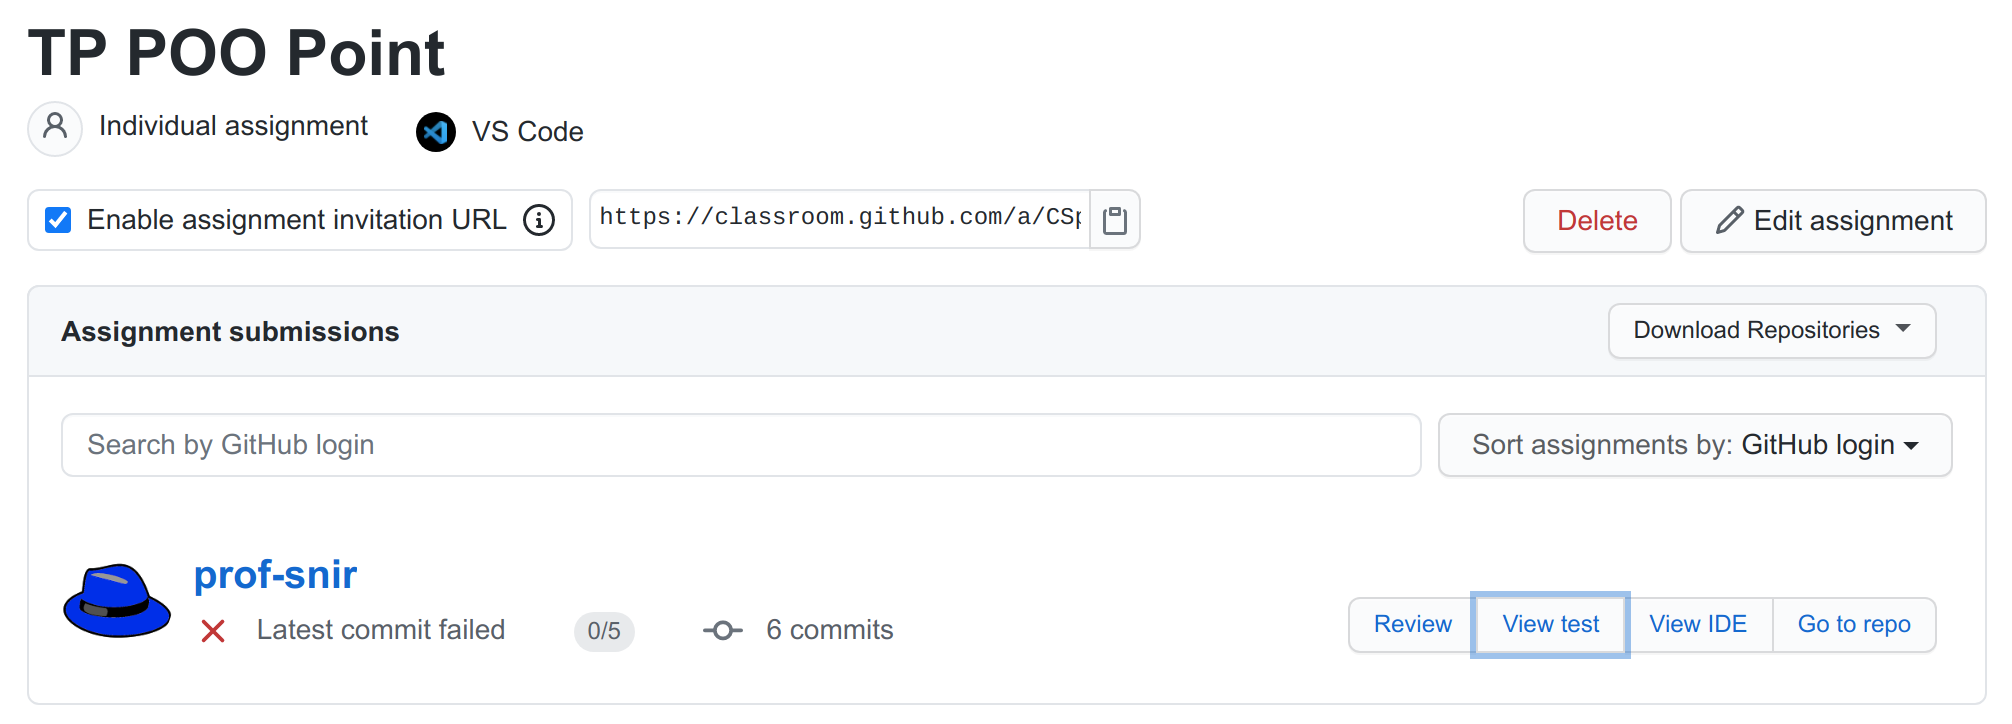 TP POO Point
Individual assignment VS Code
Enable assignment invitation URL https://classroom.github.com/a/CSp Delete Edit assignment
Assignment submissions Download Repositories
Search by GitHub login Sort assignments by: GitHub login
prof-snir
Latest commit failed 0/5 6 commits Review View test View IDE Go to repo